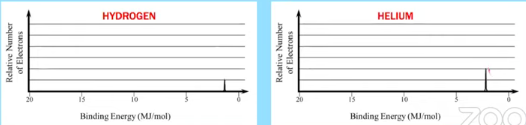 HYDROGEN
Relative Number
of Electrons
20 15 10 5 0
Binding Energy (MJ/mol)
HELIUM
Relative Number
of Electrons
20 15 10 5 0
Binding Energy (MJ/mol)